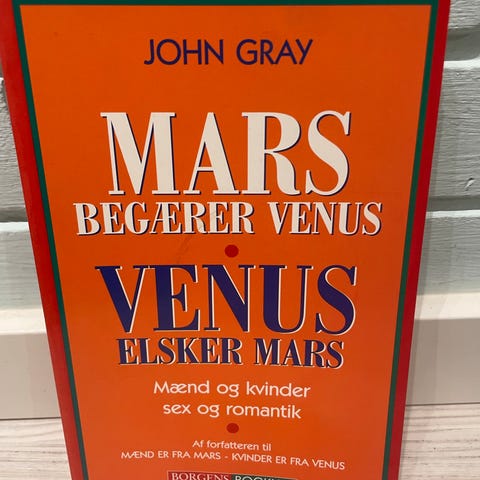 JOHN GRAY
MARS
BEGÆRER VENUS
VENUS
ELSKER MARS
Mænd og kvinder
sex og romantik
Af forfatteren til
MÆND ER FRA MARS - KVINDER ER FRA VENUS
BORGENS